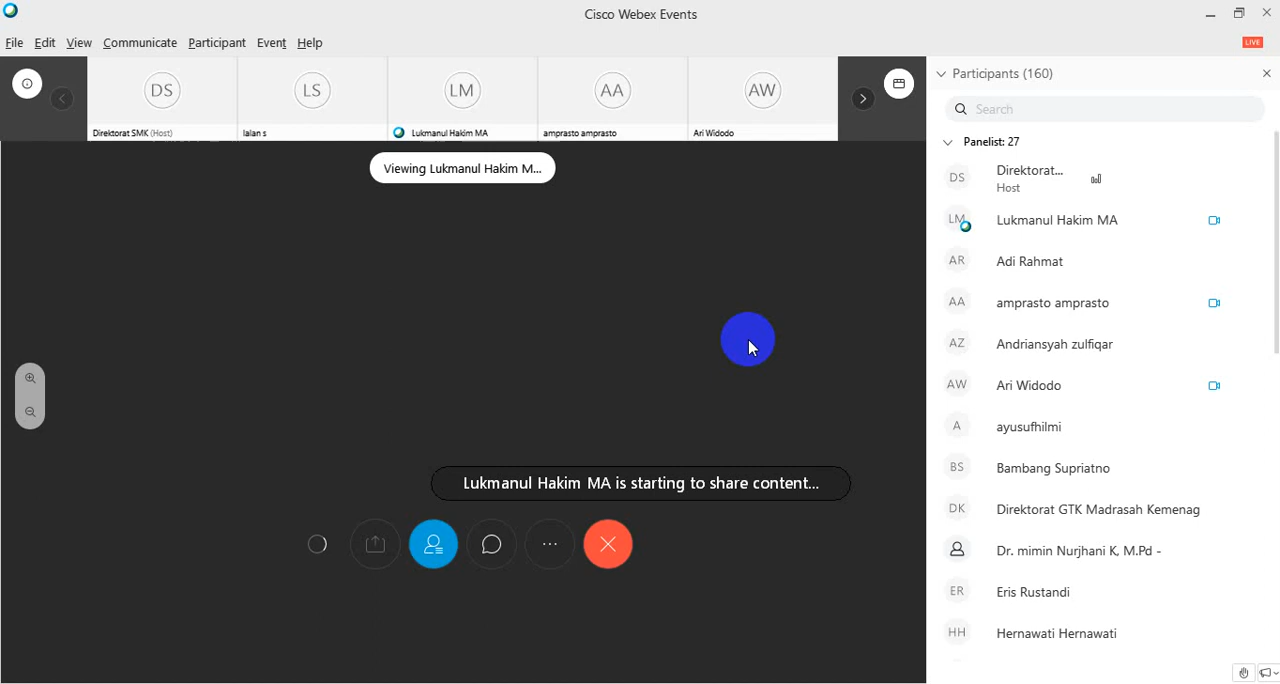 Cisco Webex Events
File Edit View Communicate Participant Event Help
LIVE
DS
LS
LM
AA
AW
Direktorat SMK (Host)
lalan s
Lukmanul Hakim MA
amprasto amprasto
Ari Widodo
Viewing Lukmanul Hakim M...
Lukmanul Hakim MA is starting to share content...
Participants (160)
Search
Panelist: 27
DS Direktorat...
Host
LM Lukmanul Hakim MA
AR Adi Rahmat
AA amprasto amprasto
AZ Andriansyah zulfiqar
AW Ari Widodo
A ayusufhilmi
BS Bambang Supriatno
DK Direktorat GTK Madrasah Kemenag
Dr. mimin Nurjhani K, M.Pd -
ER Eris Rustandi
HH Hernawati Hernawati